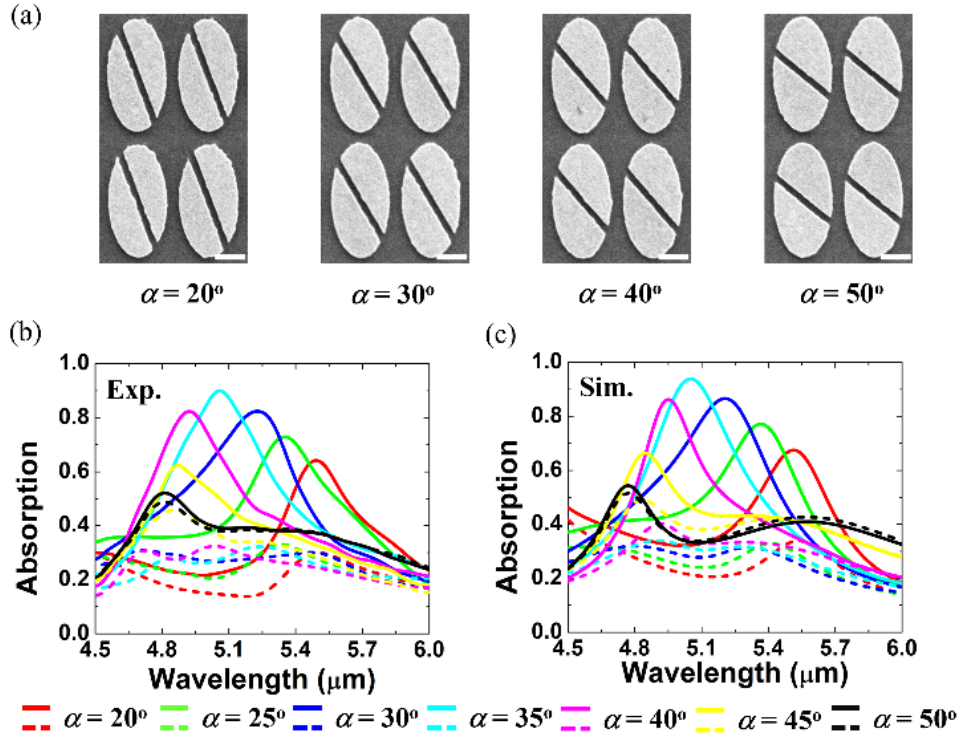 (a)
α = 20° α = 30° α = 40° α = 50°
(b) (c)
Exp.
Absorption
1.0
0.8
0.6
0.4
0.2
0.0
4.5 4.8 5.1 5.4 5.7 6.0
Wavelength (μm)
Sim.
Absorption
1.0
0.8
0.6
0.4
0.2
0.0
4.5 4.8 5.1 5.4 5.7 6.0
Wavelength (μm)
α = 20° α = 25° α = 30° α = 35° α = 40° α = 45° α = 50°